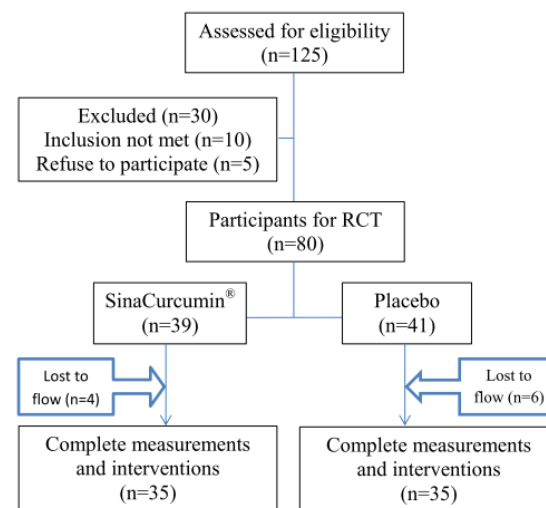 Assessed for eligibility
(n=125)
Excluded (n=30)
Inclusion not met (n=10)
Refuse to participate (n=5)
Participants for RCT
(n=80)
SinaCurcumin®
(n=39)
Placebo
(n=41)
Lost to
flow (n=4)
Lost to
flow (n=6)
Complete measurements
and interventions
(n=35)
Complete measurements
and interventions
(n=35)